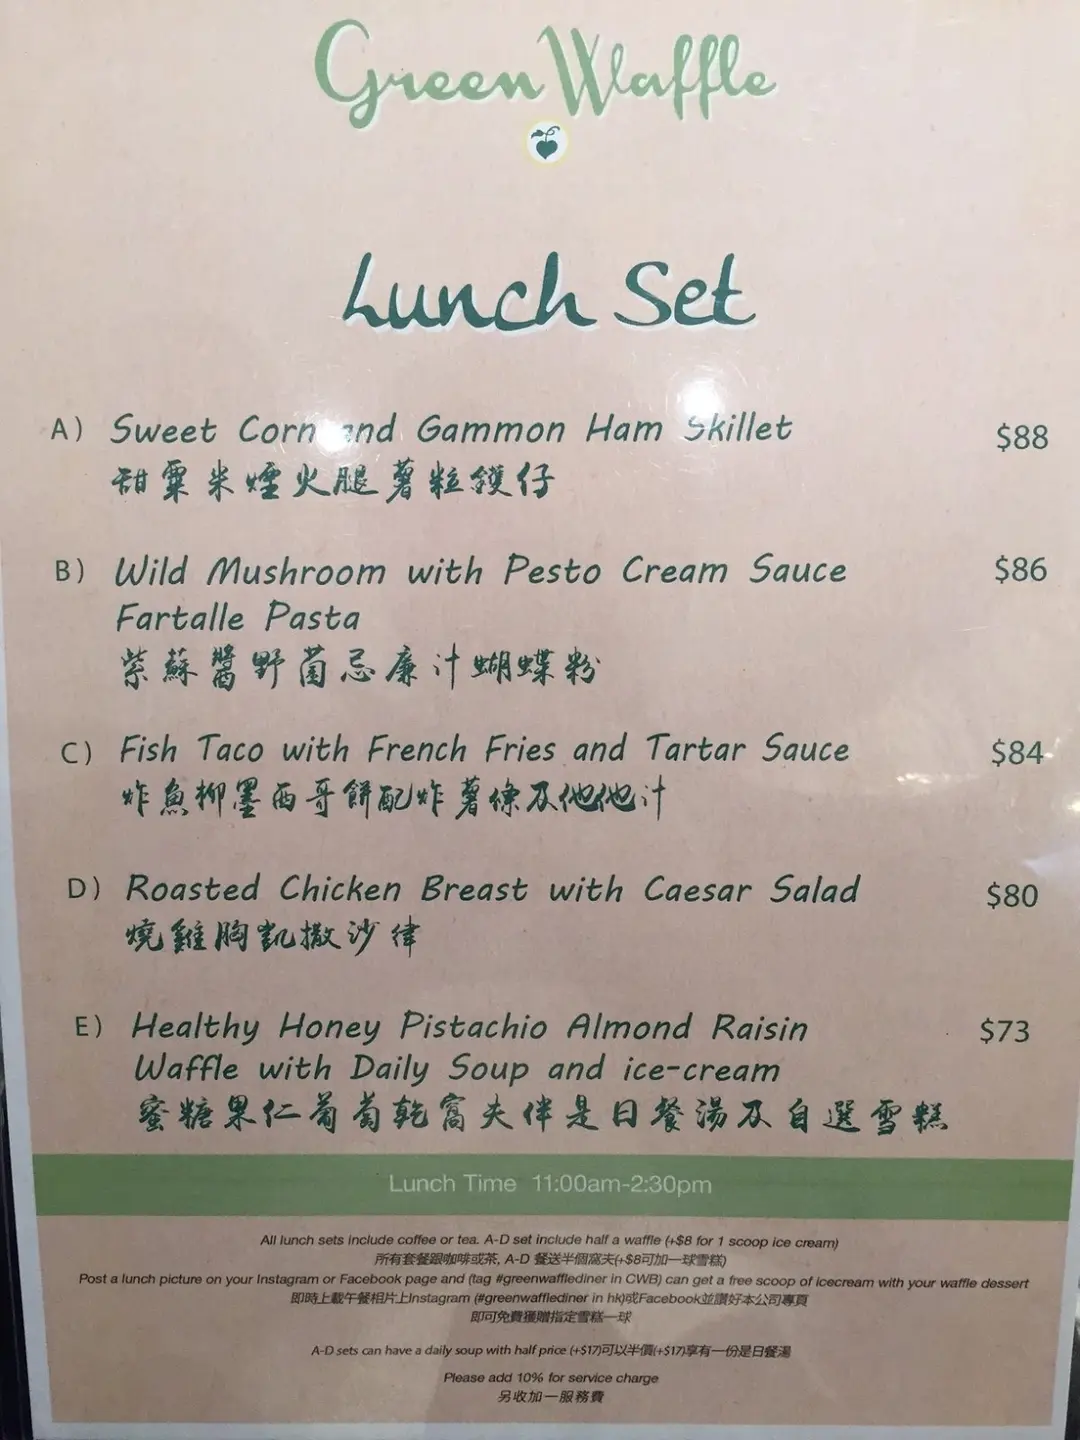 Green Waffle
Lunch Set
A) Sweet Corn and Gammon Ham Skillet $88
甜粟米煙火腿薯粒鑊仔
B) Wild Mushroom with Pesto Cream Sauce $86
Fartalle Pasta
紫蘇醬野菌忌廉汁蝴蝶粉
C) Fish Taco with French Fries and Tartar Sauce $84
炸魚柳墨西哥餅配炸薯條及他他汁
D) Roasted Chicken Breast with Caesar Salad $80
燒雞胸凱撒沙律
E) Healthy Honey Pistachio Almond Raisin $73
Waffle with Daily Soup and ice-cream
蜜糖果仁葡萄乾窩夫伴是日餐湯及自選雪糕
Lunch Time 11:00am-2:30pm
All lunch sets include coffee or tea. A-D set include half a waffle (+$8 for 1 scoop ice cream)
所有套餐跟咖啡或茶, A-D 餐送半個窩夫(+$8可加一球雪糕)
Post a lunch picture on your Instagram or Facebook page and (tag #greenwafflediner in CWB) can get a free scoop of icecream with your waffle dessert
即時上載午餐相片上Instagram (#greenwafflediner in hk)或Facebook並讚好本公司專頁
即可免費獲贈指定雪糕一球
A-D sets can have a daily soup with half price (+$17)可以半價(+$17)享有一份是日餐湯
Please add 10% for service charge
另收加一服務費